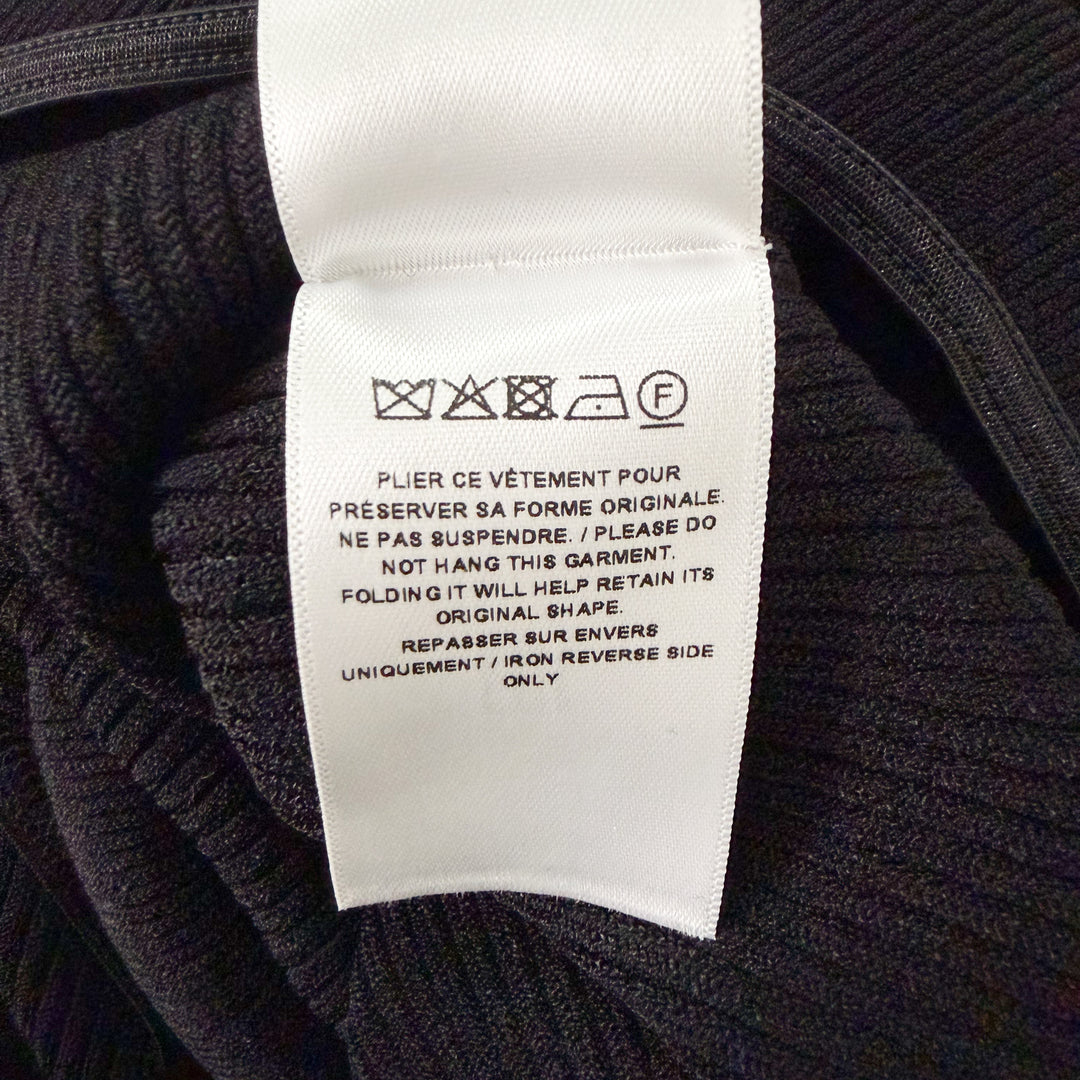 F
PLIER CE VÊTEMENT POUR
PRÉSERVER SA FORME ORIGINALE.
NE PAS SUSPENDRE. / PLEASE DO
NOT HANG THIS GARMENT.
FOLDING IT WILL HELP RETAIN ITS
ORIGINAL SHAPE.
REPASSER SUR ENVERS
UNIQUEMENT / IRON REVERSE SIDE
ONLY